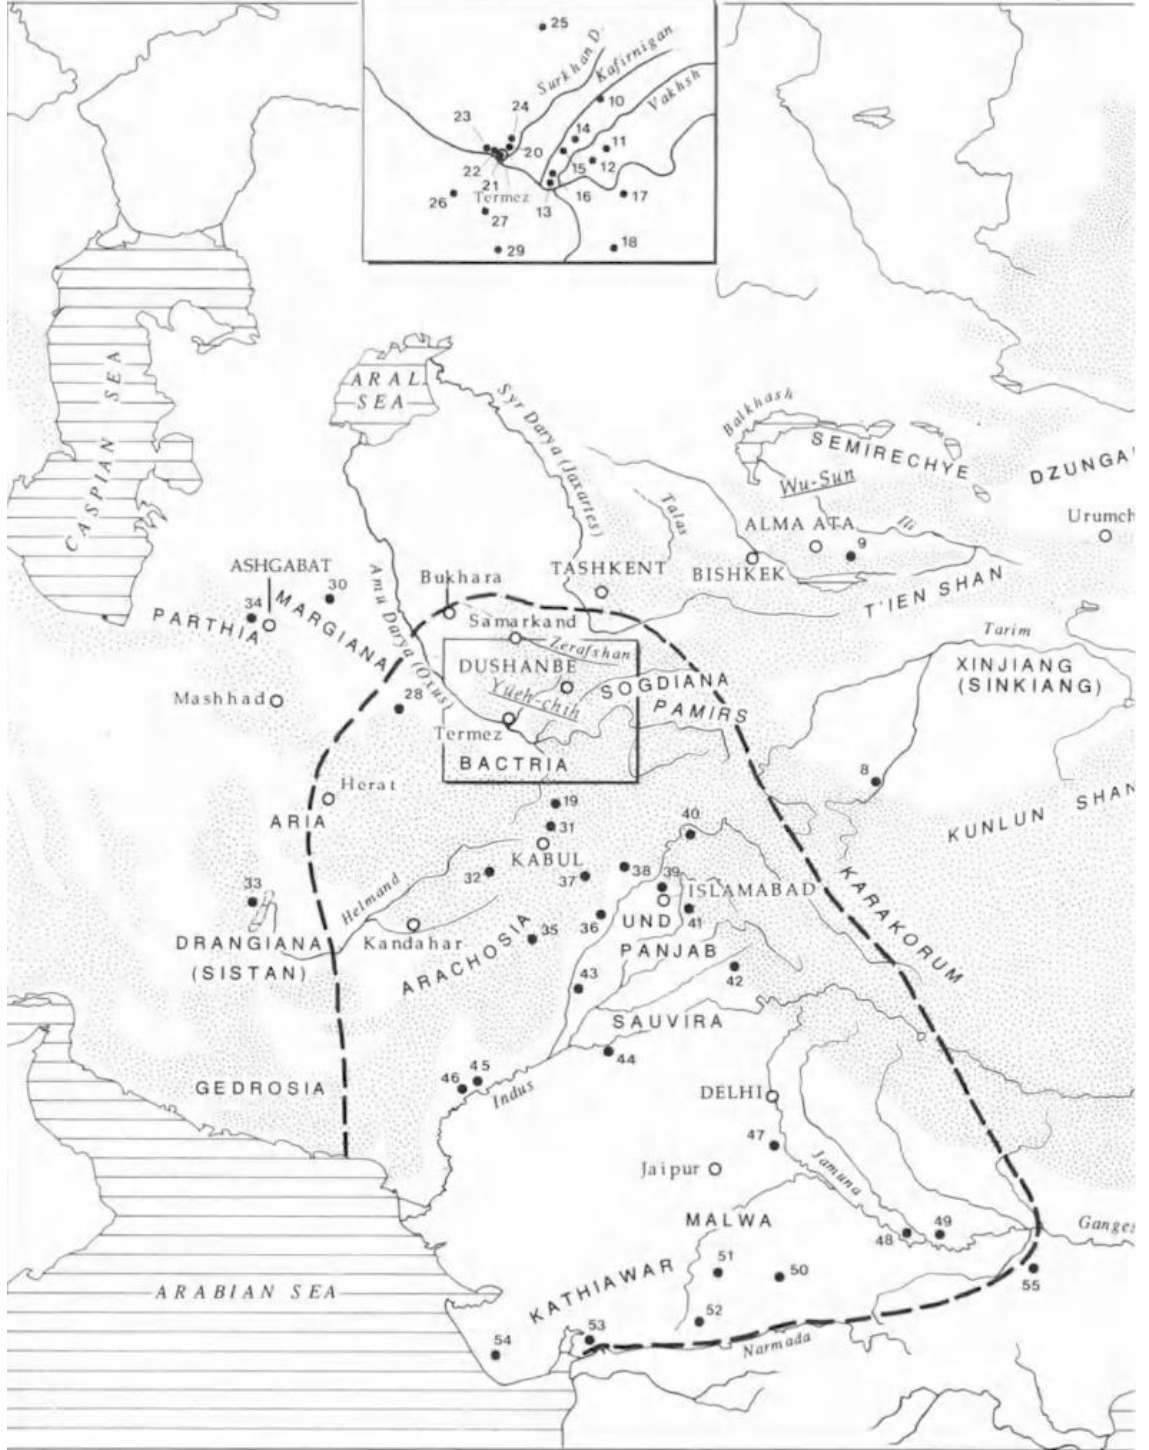 25
Surkhan D.
Kafirnigan
Vakhsh
10
24
23
14
11
20
22
15
12
21
Termez
16
26
13
17
27
29
18
ARAL
SEA
CASPIAN SEA
Syr Darya (Jaxartes)
Balkhash
SEMIRECHYE
DZUNGA
Wu-Sun
Talas
ALMA ATA
Ili
Urumch
9
ASHGABAT
30
Bukhara
TASHKENT
BISHKEK
T'IEN SHAN
34
PARTHIA
MARGIANA
Amu Darya (Oxus)
Samarkand
Zerafshan
Tarim
DUSHANBE
XINJIANG
(SINKIANG)
Mashhad
28
Yueh-chih
SOGDIANA
PAMIRS
Termez
BACTRIA
8
Herat
19
ARIA
31
40
KUNLUN SHAN
KABUL
32
37
38
39
ISLAMABAD
KARAKORUM
33
Helmand
36
UND
41
DRANGIANA
(SISTAN)
Kandahar
ARACHOSIA
35
PANJAB
43
42
SAUVIRA
44
GEDROSIA
46
45
Indus
DELHI
47
Jaipur
Jamuna
MALWA
48
49
Ganges
51
50
55
ARABIAN SEA
KATHIAWAR
52
53
54
Narmada